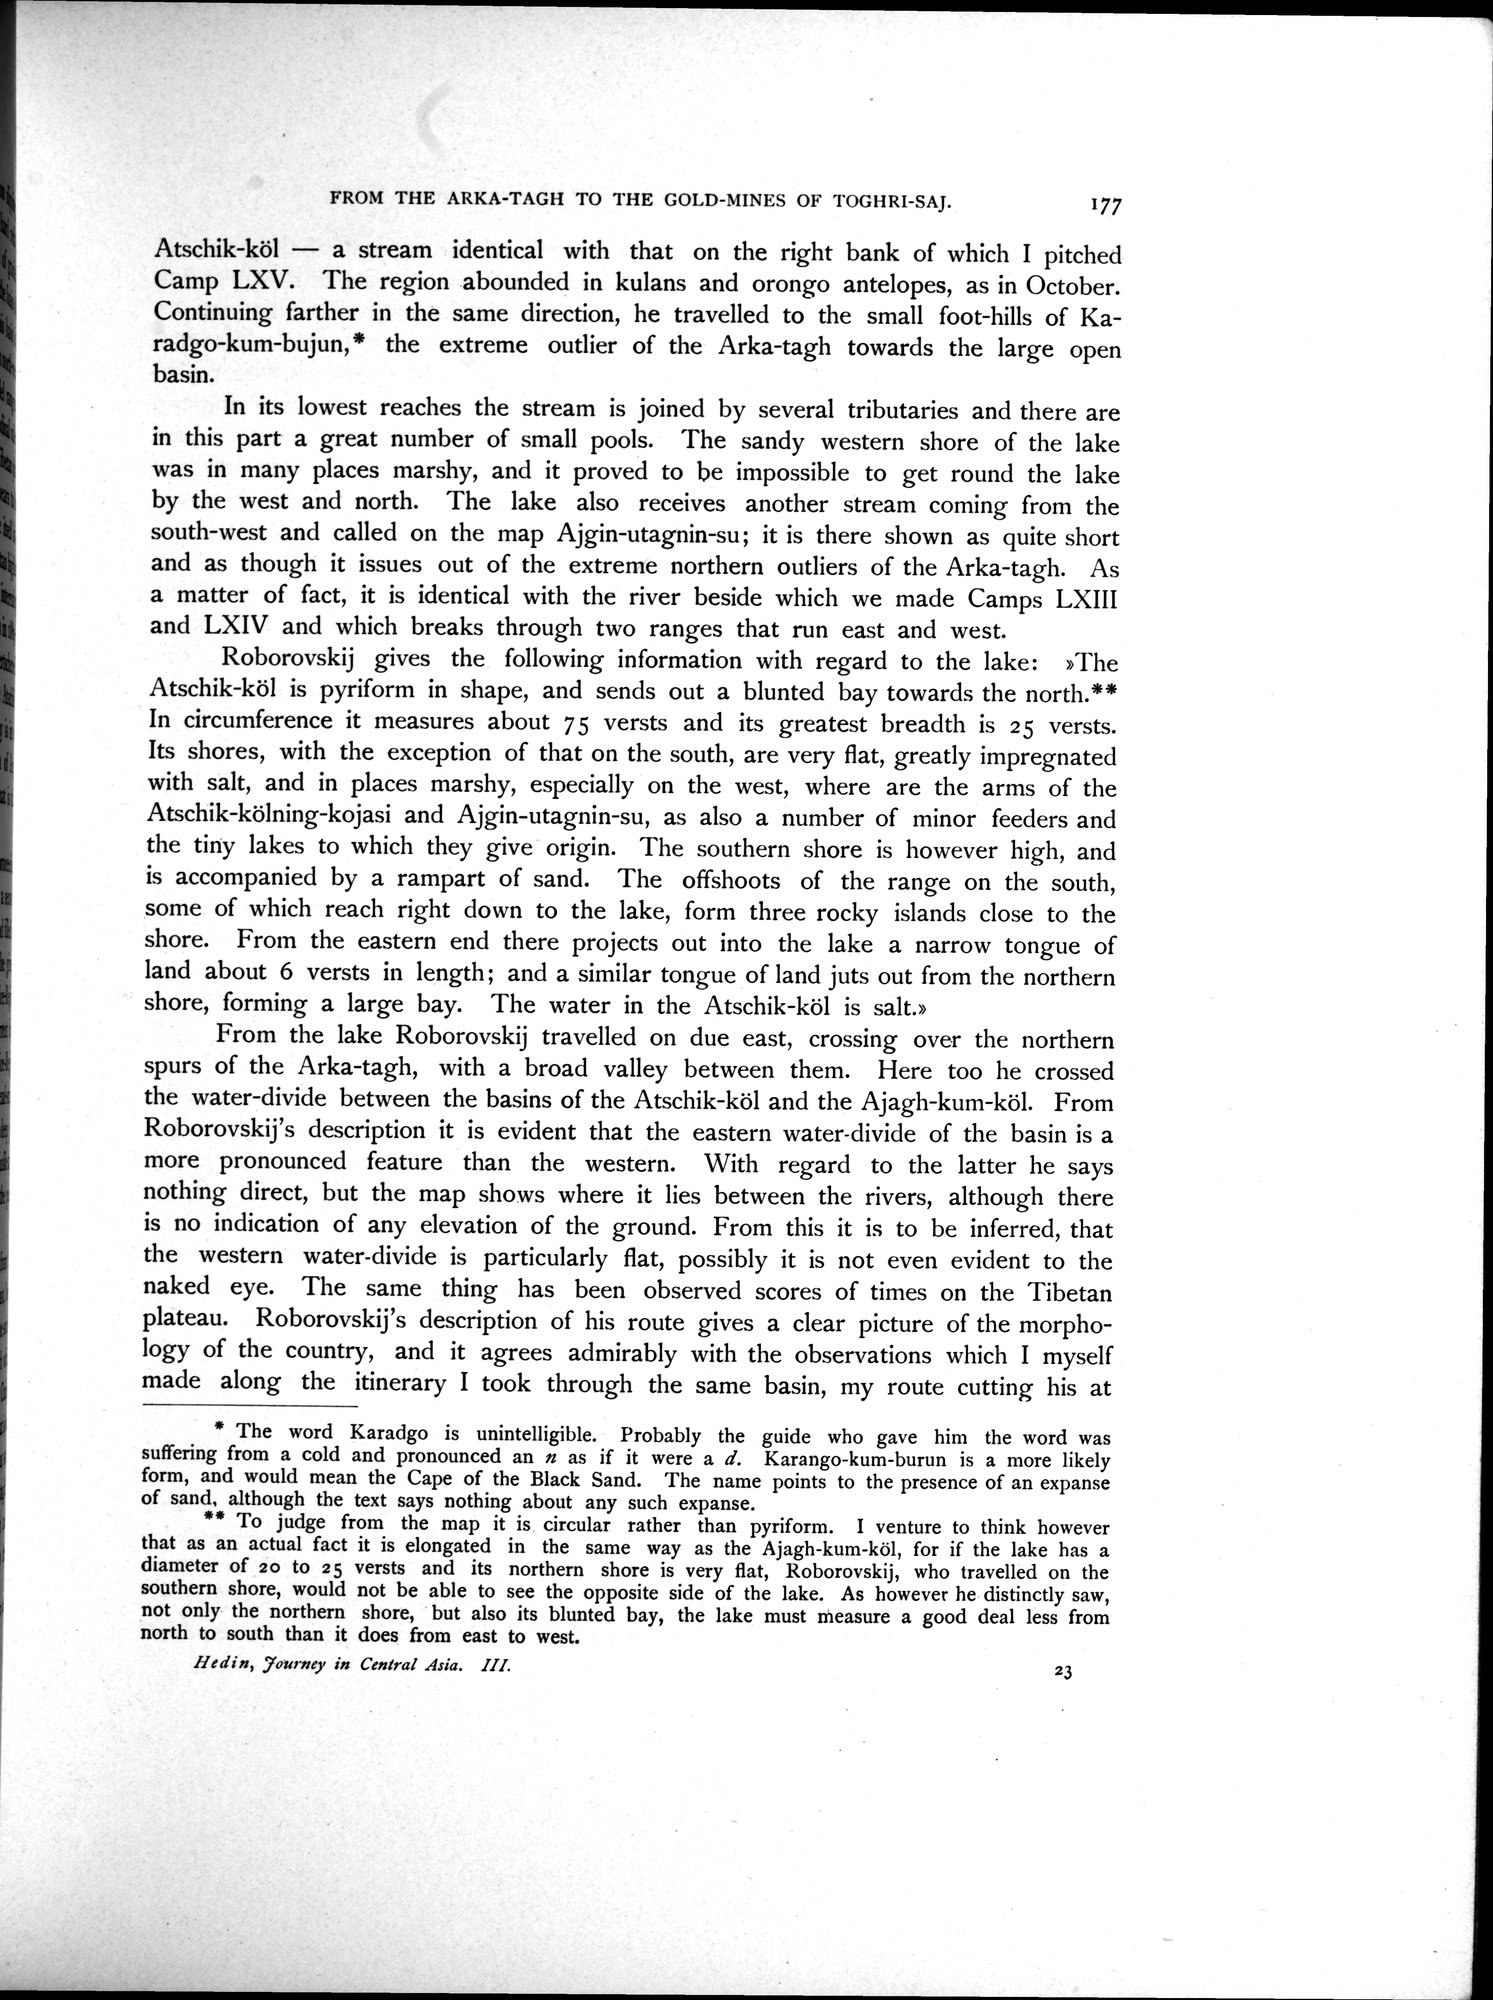 FROM THE ARKA-TAGH TO THE GOLD-MINES OF TOGHRI-SAJ. 177
Atschik-köl — a stream identical with that on the right bank of which I pitched
Camp LXV. The region abounded in kulans and orongo antelopes, as in October.
Continuing farther in the same direction, he travelled to the small foot-hills of Ka-
radgo-kum-bujun,* the extreme outlier of the Arka-tagh towards the large open
basin.
In its lowest reaches the stream is joined by several tributaries and there are
in this part a great number of small pools. The sandy western shore of the lake
was in many places marshy, and it proved to be impossible to get round the lake
by the west and north. The lake also receives another stream coming from the
south-west and called on the map Ajgin-utagnin-su; it is there shown as quite short
and as though it issues out of the extreme northern outliers of the Arka-tagh. As
a matter of fact, it is identical with the river beside which we made Camps LXIII
and LXIV and which breaks through two ranges that run east and west.
Roborovskij gives the following information with regard to the lake: »The
Atschik-köl is pyriform in shape, and sends out a blunted bay towards the north.**
In circumference it measures about 75 versts and its greatest breadth is 25 versts.
Its shores, with the exception of that on the south, are very flat, greatly impregnated
with salt, and in places marshy, especially on the west, where are the arms of the
Atschik-kölning-kojasi and Ajgin-utagnin-su, as also a number of minor feeders and
the tiny lakes to which they give origin. The southern shore is however high, and
is accompanied by a rampart of sand. The offshoots of the range on the south,
some of which reach right down to the lake, form three rocky islands close to the
shore. From the eastern end there projects out into the lake a narrow tongue of
land about 6 versts in length; and a similar tongue of land juts out from the northern
shore, forming a large bay. The water in the Atschik-köl is salt.»
From the lake Roborovskij travelled on due east, crossing over the northern
spurs of the Arka-tagh, with a broad valley between them. Here too he crossed
the water-divide between the basins of the Atschik-köl and the Ajagh-kum-köl. From
Roborovskij's description it is evident that the eastern water-divide of the basin is a
more pronounced feature than the western. With regard to the latter he says
nothing direct, but the map shows where it lies between the rivers, although there
is no indication of any elevation of the ground. From this it is to be inferred, that
the western water-divide is particularly flat, possibly it is not even evident to the
naked eye. The same thing has been observed scores of times on the Tibetan
plateau. Roborovskij's description of his route gives a clear picture of the morpho-
logy of the country, and it agrees admirably with the observations which I myself
made along the itinerary I took through the same basin, my route cutting his at
* The word Karadgo is unintelligible. Probably the guide who gave him the word was
suffering from a cold and pronounced an n as if it were a d. Karango-kum-burun is a more likely
form, and would mean the Cape of the Black Sand. The name points to the presence of an expanse
of sand, although the text says nothing about any such expanse.
** To judge from the map it is circular rather than pyriform. I venture to think however
that as an actual fact it is elongated in the same way as the Ajagh-kum-köl, for if the lake has a
diameter of 20 to 25 versts and its northern shore is very flat, Roborovskij, who travelled on the
southern shore, would not be able to see the opposite side of the lake. As however he distinctly saw,
not only the northern shore, but also its blunted bay, the lake must measure a good deal less from
north to south than it does from east to west.
Hedin, Journey in Central Asia. III. 23